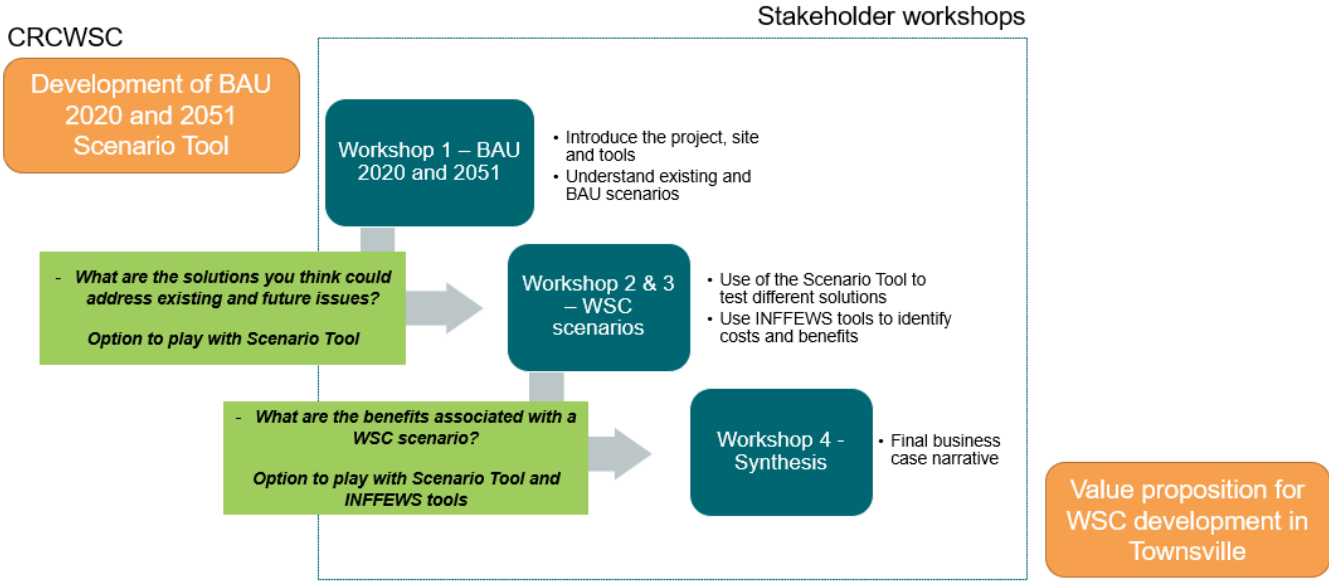 Stakeholder workshops
CRCWSC
Development of BAU
2020 and 2051
Scenario Tool
Workshop 1 – BAU
2020 and 2051
• Introduce the project, site
and tools
• Understand existing and
BAU scenarios
- What are the solutions you think could
address existing and future issues?
Option to play with Scenario Tool
Workshop 2 & 3
– WSC
scenarios
• Use of the Scenario Tool to
test different solutions
• Use INFFEWS tools to identify
costs and benefits
- What are the benefits associated with a
WSC scenario?
Option to play with Scenario Tool and
INFFEWS tools
Workshop 4 -
Synthesis
• Final business
case narrative
Value proposition for
WSC development in
Townsville